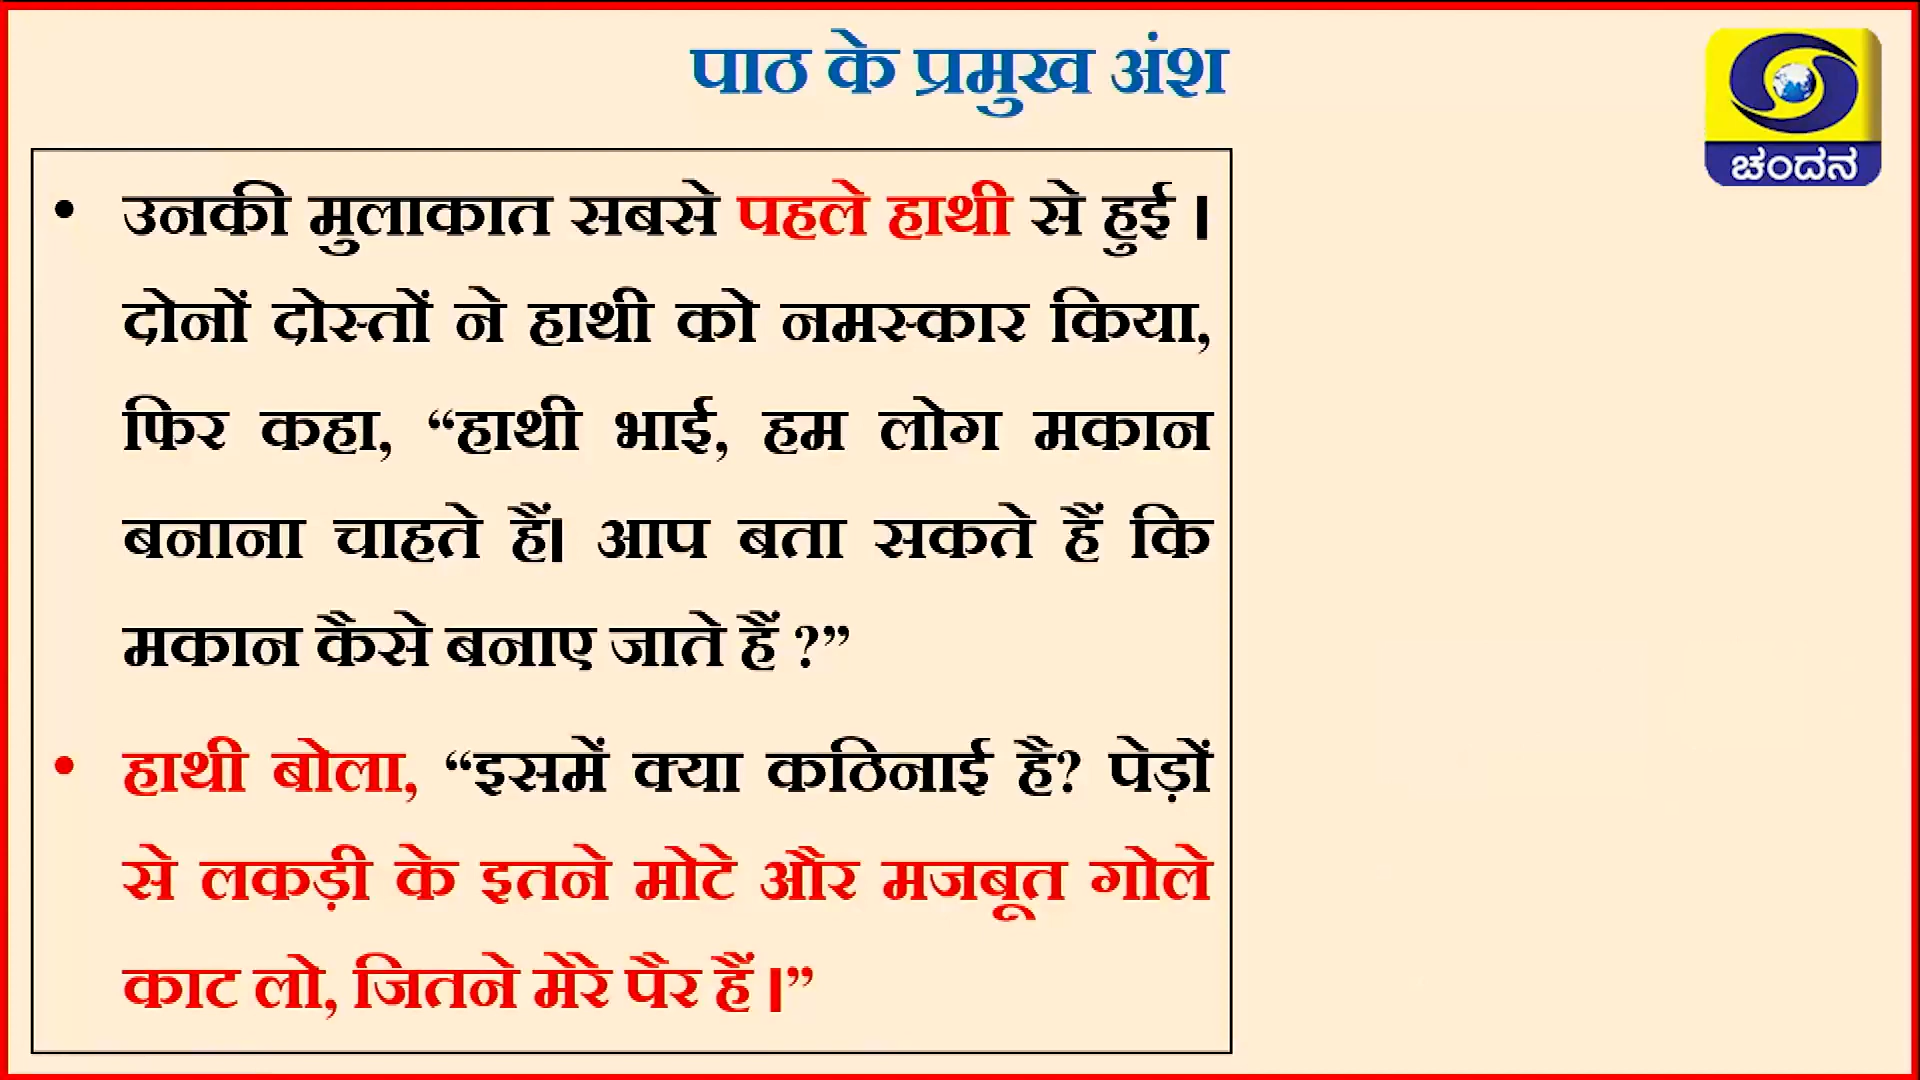 पाठ के प्रमुख अंश
ಚಂದನ
• उनकी मुलाकात सबसे पहले हाथी से हुई ।
दोनों दोस्तों ने हाथी को नमस्कार किया,
फिर कहा, “हाथी भाई, हम लोग मकान
बनाना चाहते हैं। आप बता सकते हैं कि
मकान कैसे बनाए जाते हैं ?”
• हाथी बोला, “इसमें क्या कठिनाई है? पेड़ों
से लकड़ी के इतने मोटे और मजबूत गोले
काट लो, जितने मेरे पैर हैं ।”